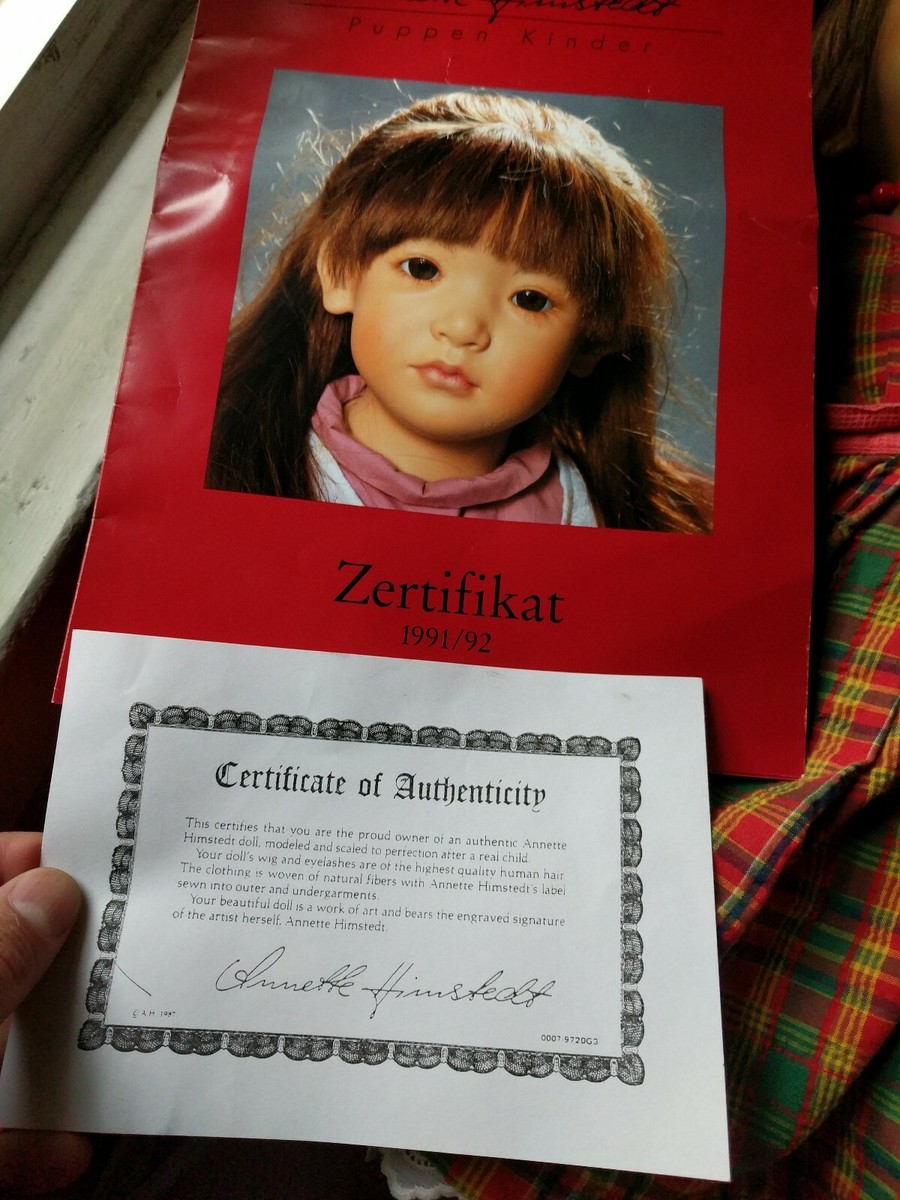 Himstedt
Puppen Kinder
Zertifikat
1991/92
Certificate of Authenticity
This certifies that you are the proud owner of an authentic Annette
Himstedt doll, modeled and scaled to perfection after a real child.
Your doll's wig and eyelashes are of the highest quality human hair
The clothing is woven of natural fibers with Annette Himstedt's label
sewn into outer and undergarments.
Your beautiful doll is a work of art and bears the engraved signature
of the artist herself, Annette Himstedt.
Annette Himstedt
© A.H. 1987